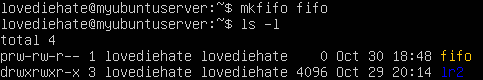 lovediehate@myubuntuserver:~$ mkfifo fifo
lovediehate@myubuntuserver:~$ ls -l
total 4
prw-rw-r-- 1 lovediehate lovediehate    0 Oct 30 18:48 fifo
drwxrwxr-x 3 lovediehate lovediehate 4096 Oct 29 20:14 lr2